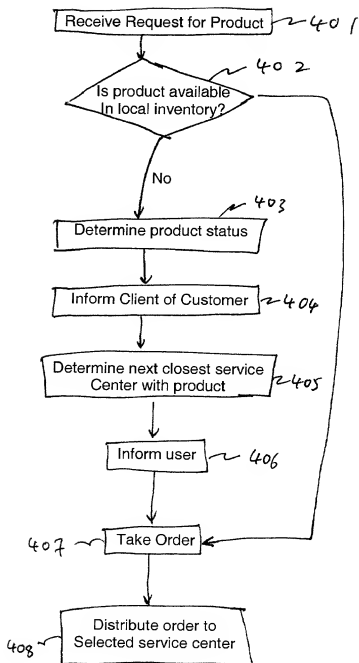 Receive Request for Product 401
402
Is product available
In local inventory?
No
403
Determine product status
Inform Client of Customer 404
Determine next closest service
Center with product 405
Inform user 406
407 Take Order
Distribute order to
408 Selected service center